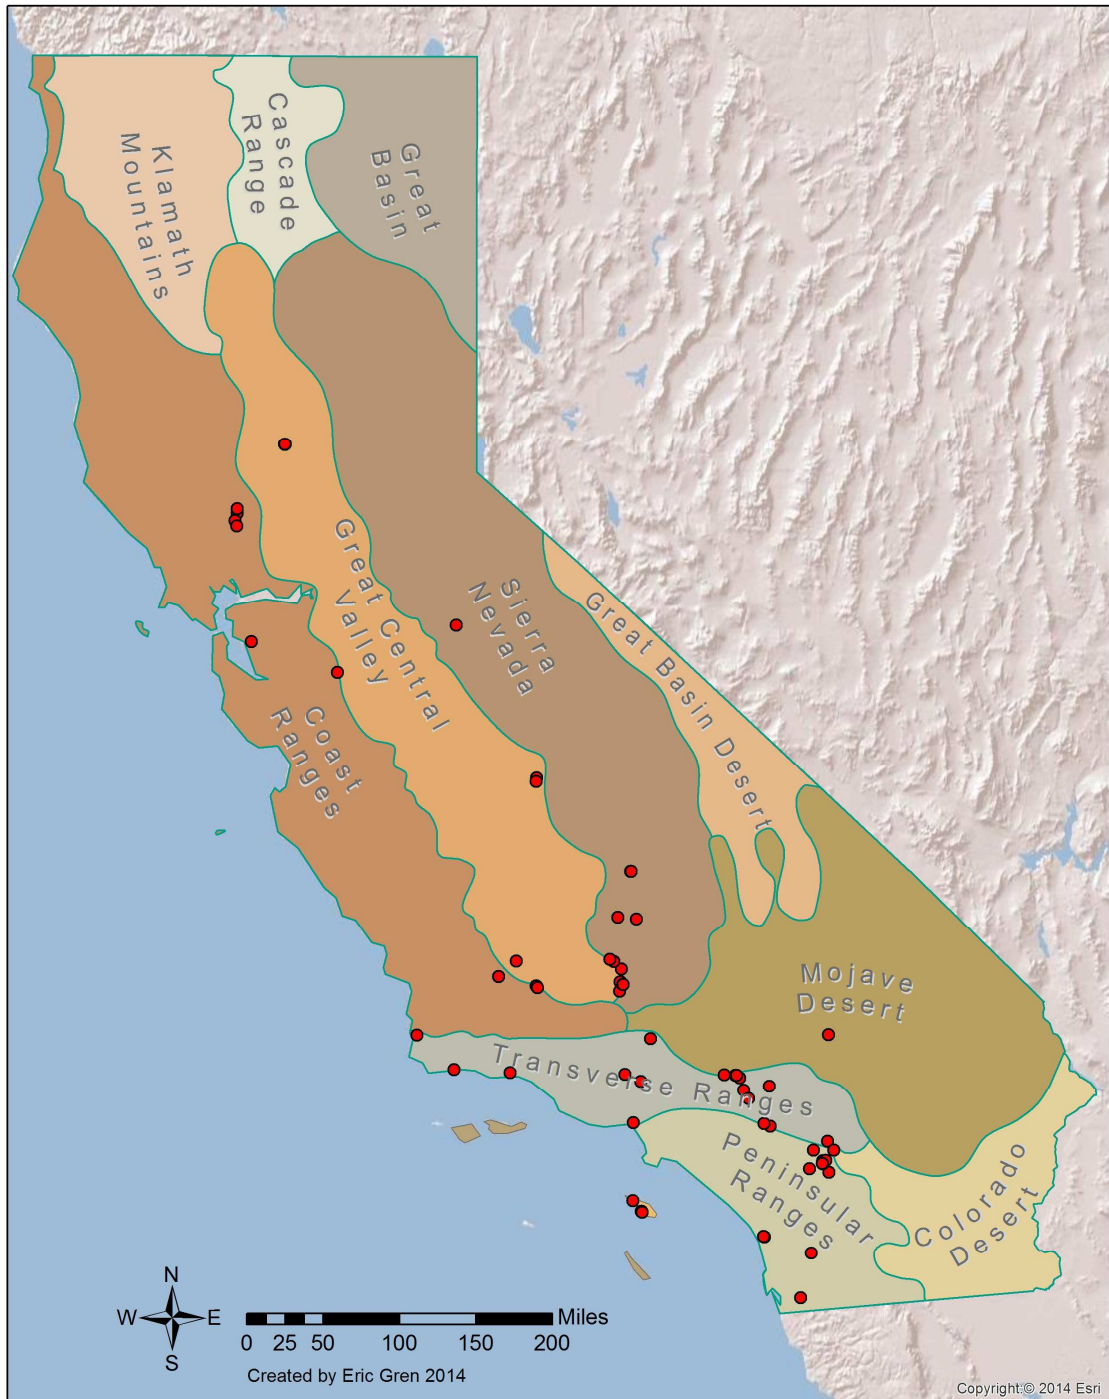 Klamath
Mountains
Cascade
Range
Great
Basin
Great Central
Valley
Sierra
Nevada
Great Basin Desert
Coast
Ranges
Mojave
Desert
Transverse Ranges
Peninsular
Ranges
Colorado
Desert
N
W E
S
0 25 50 100 150 200 Miles
Created by Eric Gren 2014
Copyright:© 2014 Esri